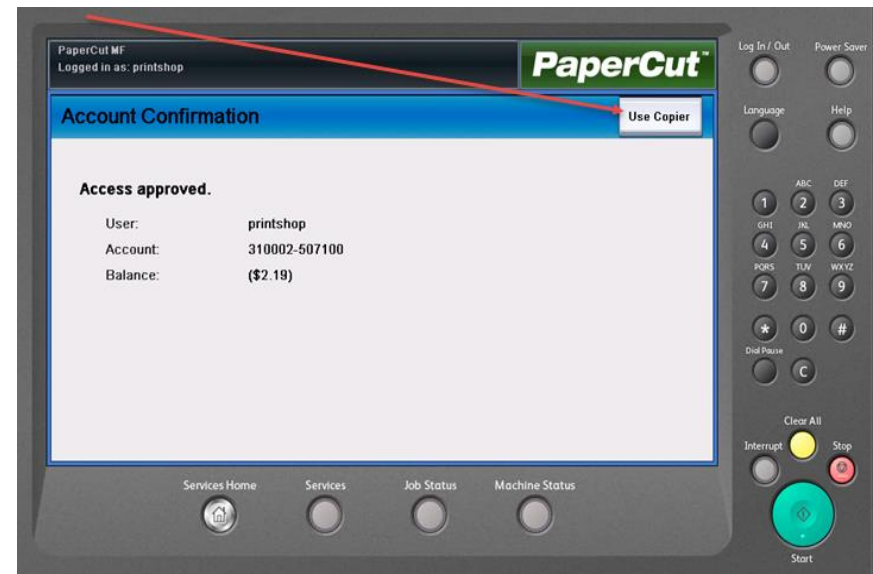 PaperCut MF
Logged in as: printshop
PaperCut™
Account Confirmation
Use Copier
Access approved.
User: printshop
Account: 310002-507100
Balance: ($2.19)
Services Home
Services
Job Status
Machine Status
Log In / Out
Power Saver
Language
Help
ABC DEF
1 2 3
GHI JKL MNO
4 5 6
PQRS TUV WXYZ
7 8 9
* 0 #
Dial Pause
C
Clear All
Interrupt
Stop
Start